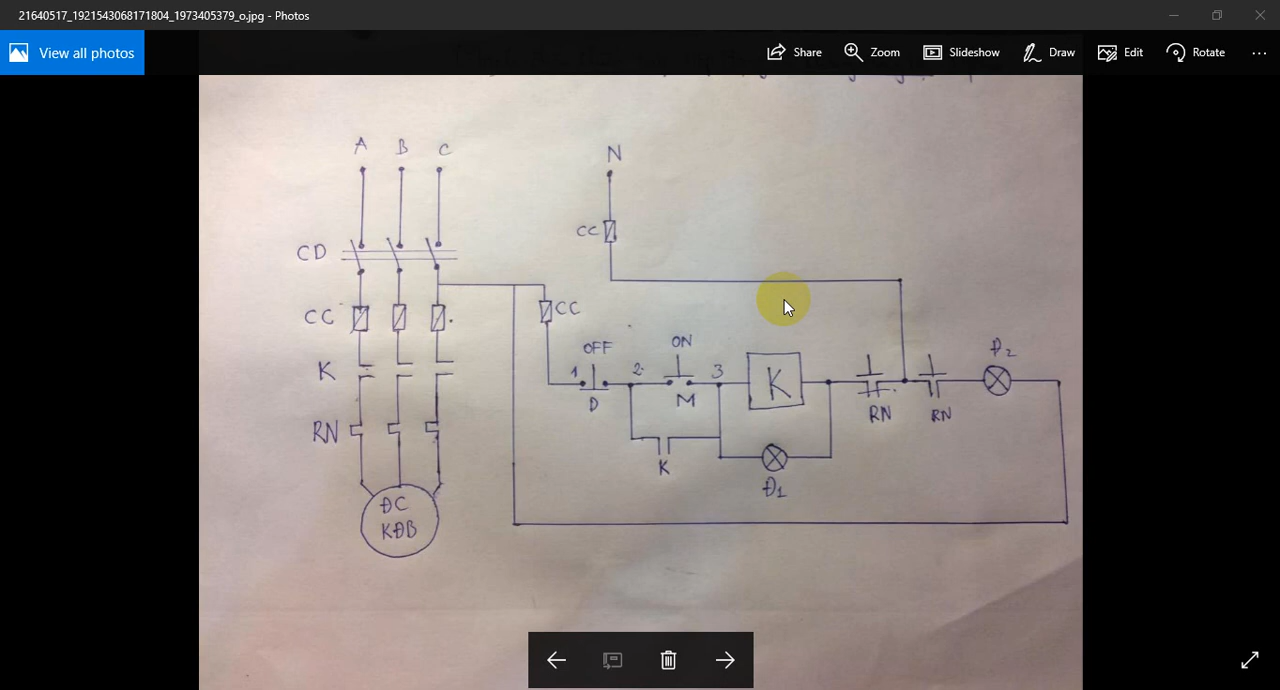 21640517_1921543068171804_1973405379_o.jpg - Photos
View all photos
Share
Zoom
Slideshow
Draw
Edit
Rotate
A B C
N
CC
CD
CC
CC
OFF
ON
Đ2
K
1
2
3
K
D
M
RN
RN
RN
K
Đ1
ĐC
KĐB